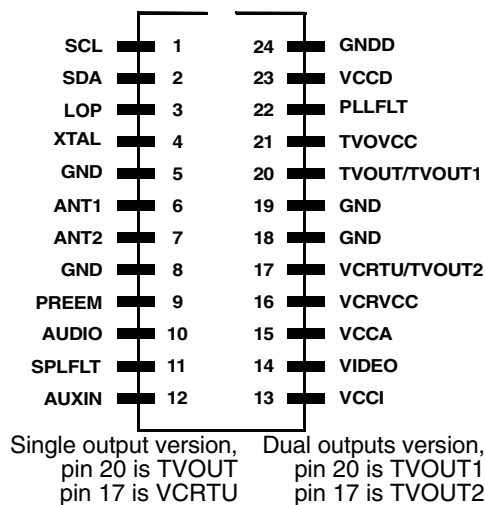 SCL 1 24 GNDD
SDA 2 23 VCCD
LOP 3 22 PLLFLT
XTAL 4 21 TVOVCC
GND 5 20 TVOUT/TVOUT1
ANT1 6 19 GND
ANT2 7 18 GND
GND 8 17 VCRTU/TVOUT2
PREEM 9 16 VCRVCC
AUDIO 10 15 VCCA
SPLFLT 11 14 VIDEO
AUXIN 12 13 VCCI
Single output version,
pin 20 is TVOUT
pin 17 is VCRTU
Dual outputs version,
pin 20 is TVOUT1
pin 17 is TVOUT2